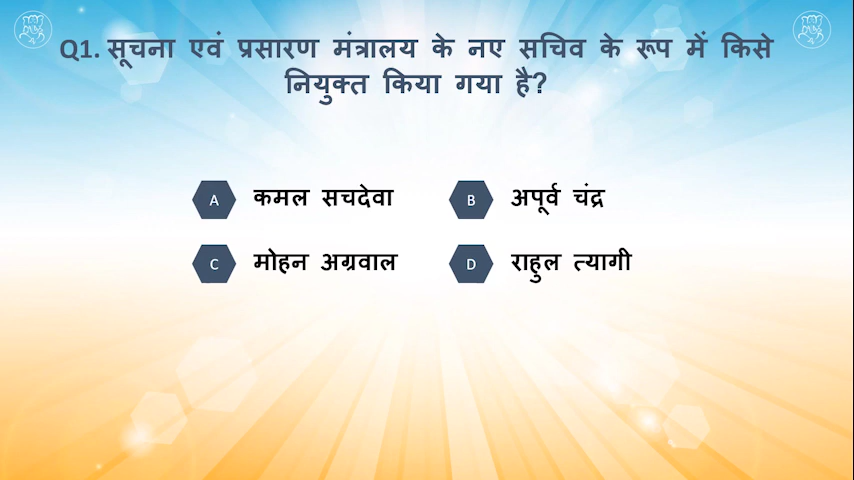 Q1. सूचना एवं प्रसारण मंत्रालय के नए सचिव के रूप में किसे
नियुक्त किया गया है?
A कमल सचदेवा B अपूर्व चंद्र
C मोहन अग्रवाल D राहुल त्यागी